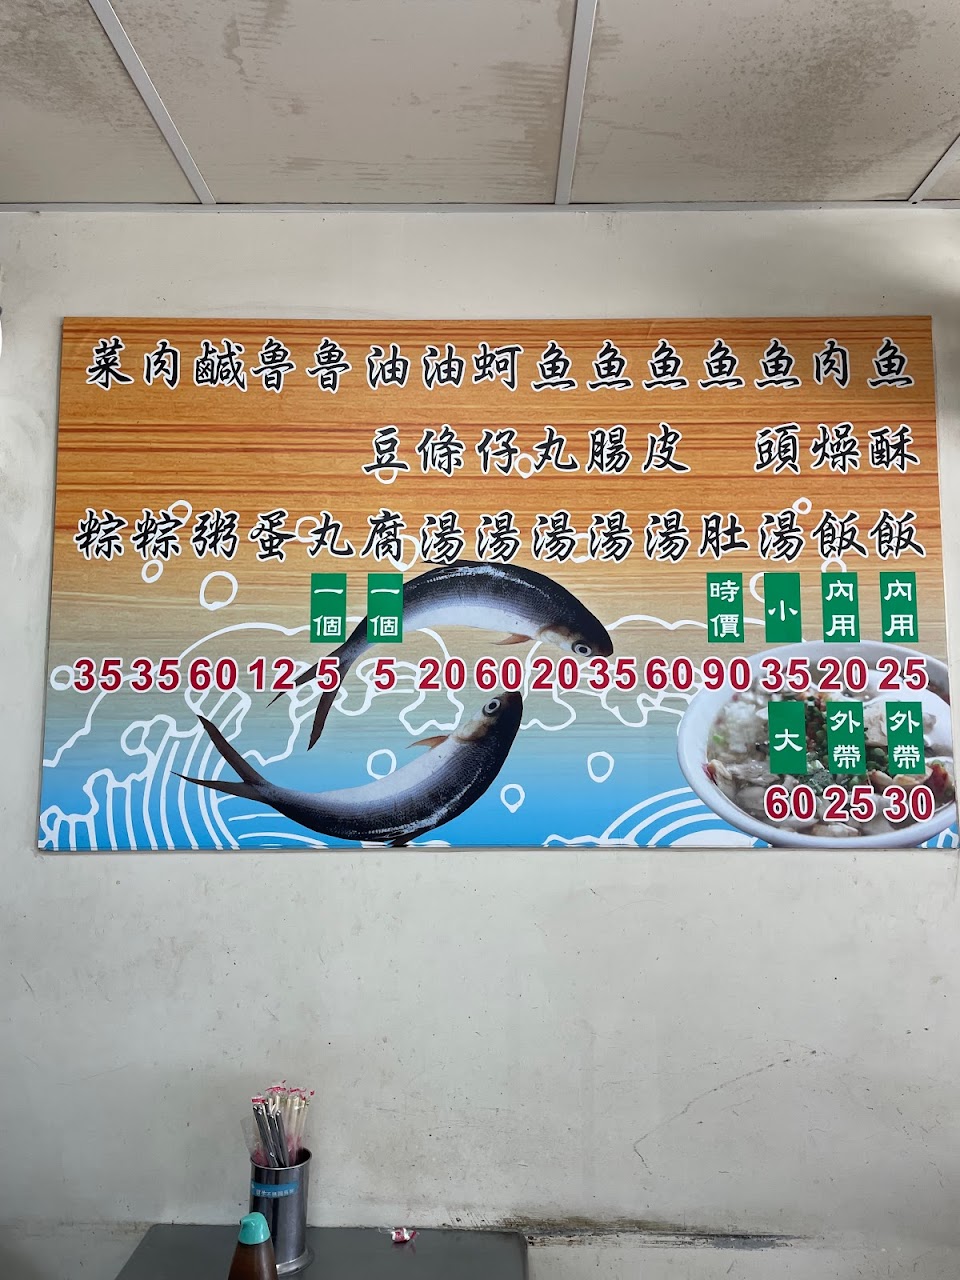 魚酥飯 內用 25 外帶 30
肉燥飯 內用 20 外帶 25
魚頭湯 小 35 大 60
魚肚 時價 90
魚皮湯 60
魚腸湯 35
魚丸湯 20
蚵仔湯 60
油條湯 20
油豆腐 一個 5
魯丸 一個 5
魯蛋 12
鹹粥 60
肉粽 35
菜粽 35